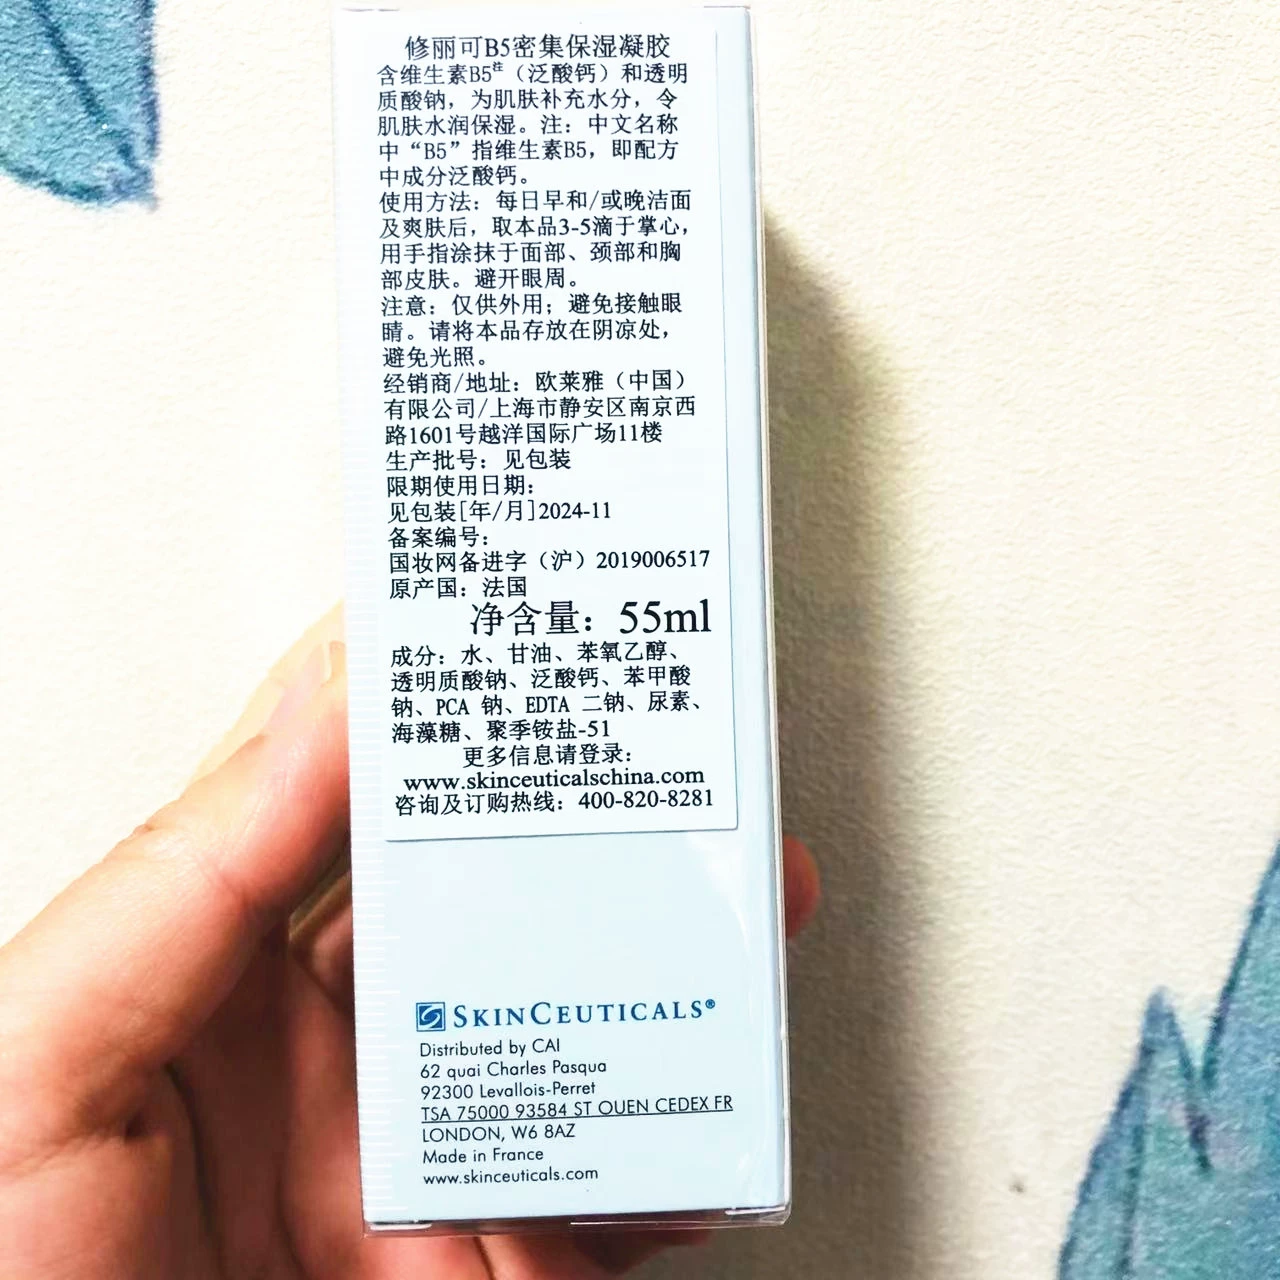 修丽可B5密集保湿凝胶
含维生素B5注（泛酸钙）和透明
质酸钠，为肌肤补充水分，令
肌肤水润保湿。注：中文名称
中“B5”指维生素B5，即配方
中成分泛酸钙。
使用方法：每日早和/或晚洁面
及爽肤后，取本品3-5滴于掌心，
用手指涂抹于面部、颈部和胸
部皮肤。避开眼周。
注意：仅供外用；避免接触眼
睛。请将本品存放在阴凉处，
避免光照。
经销商/地址：欧莱雅（中国）
有限公司/上海市静安区南京西
路1601号越洋国际广场11楼
生产批号：见包装
限期使用日期：
见包装[年/月]2024-11
备案编号：
国妆网备进字（沪）2019006517
原产国：法国
净含量：55ml
成分：水、甘油、苯氧乙醇、
透明质酸钠、泛酸钙、苯甲酸
钠、PCA 钠、EDTA 二钠、尿素、
海藻糖、聚季铵盐-51
更多信息请登录：
www.skinceuticalschina.com
咨询及订购热线：400-820-8281
SKINCEUTICALS®
Distributed by CAI
62 quai Charles Pasqua
92300 Levallois-Perret
TSA 75000 93584 ST OUEN CEDEX FR
LONDON, W6 8AZ
Made in France
www.skinceuticals.com